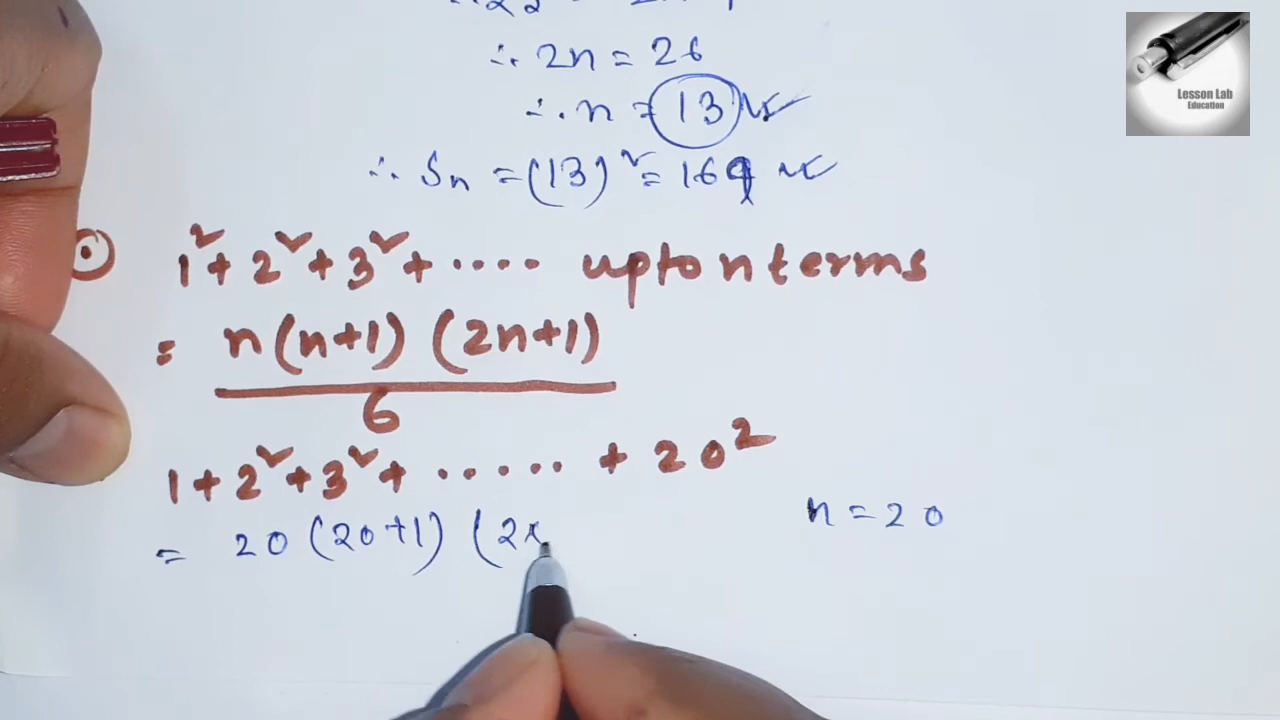 ∴ 2n = 26
∴ n = 13
∴ Sn = (13)² = 169
1² + 2² + 3² + .... upto n terms
= n(n+1) (2n+1)
6
1 + 2² + 3² + ..... + 20²
n = 20
= 20 (20+1) (2x
Lesson Lab
Education